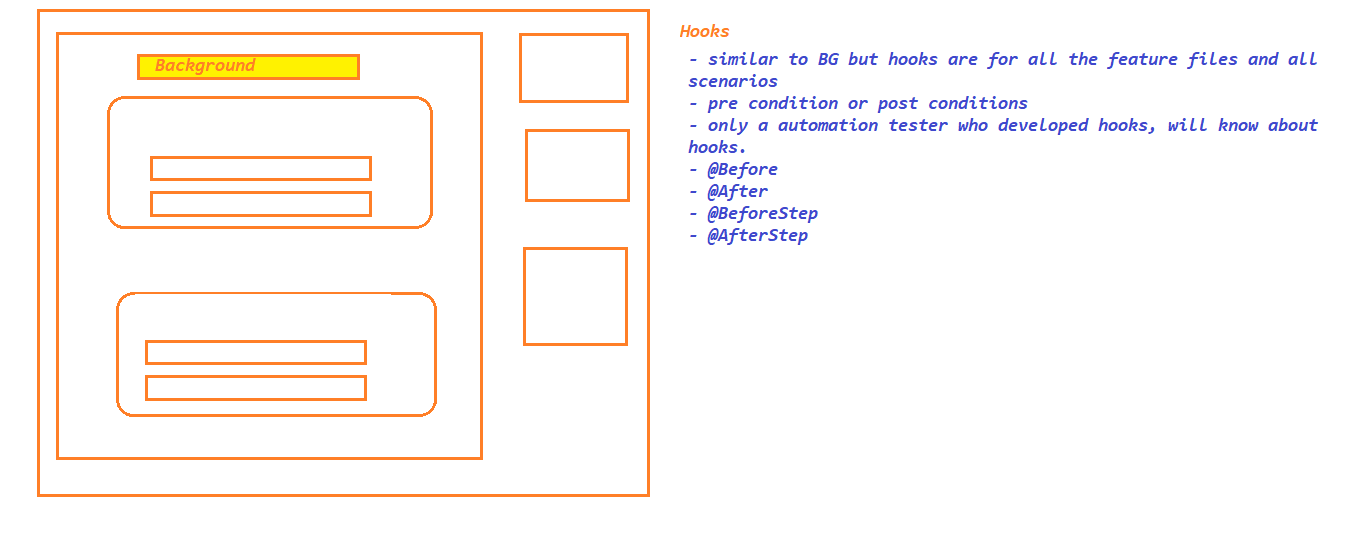 Background
Hooks
- similar to BG but hooks are for all the feature files and all
scenarios
- pre condition or post conditions
- only a automation tester who developed hooks, will know about
hooks.
- @Before
- @After
- @BeforeStep
- @AfterStep